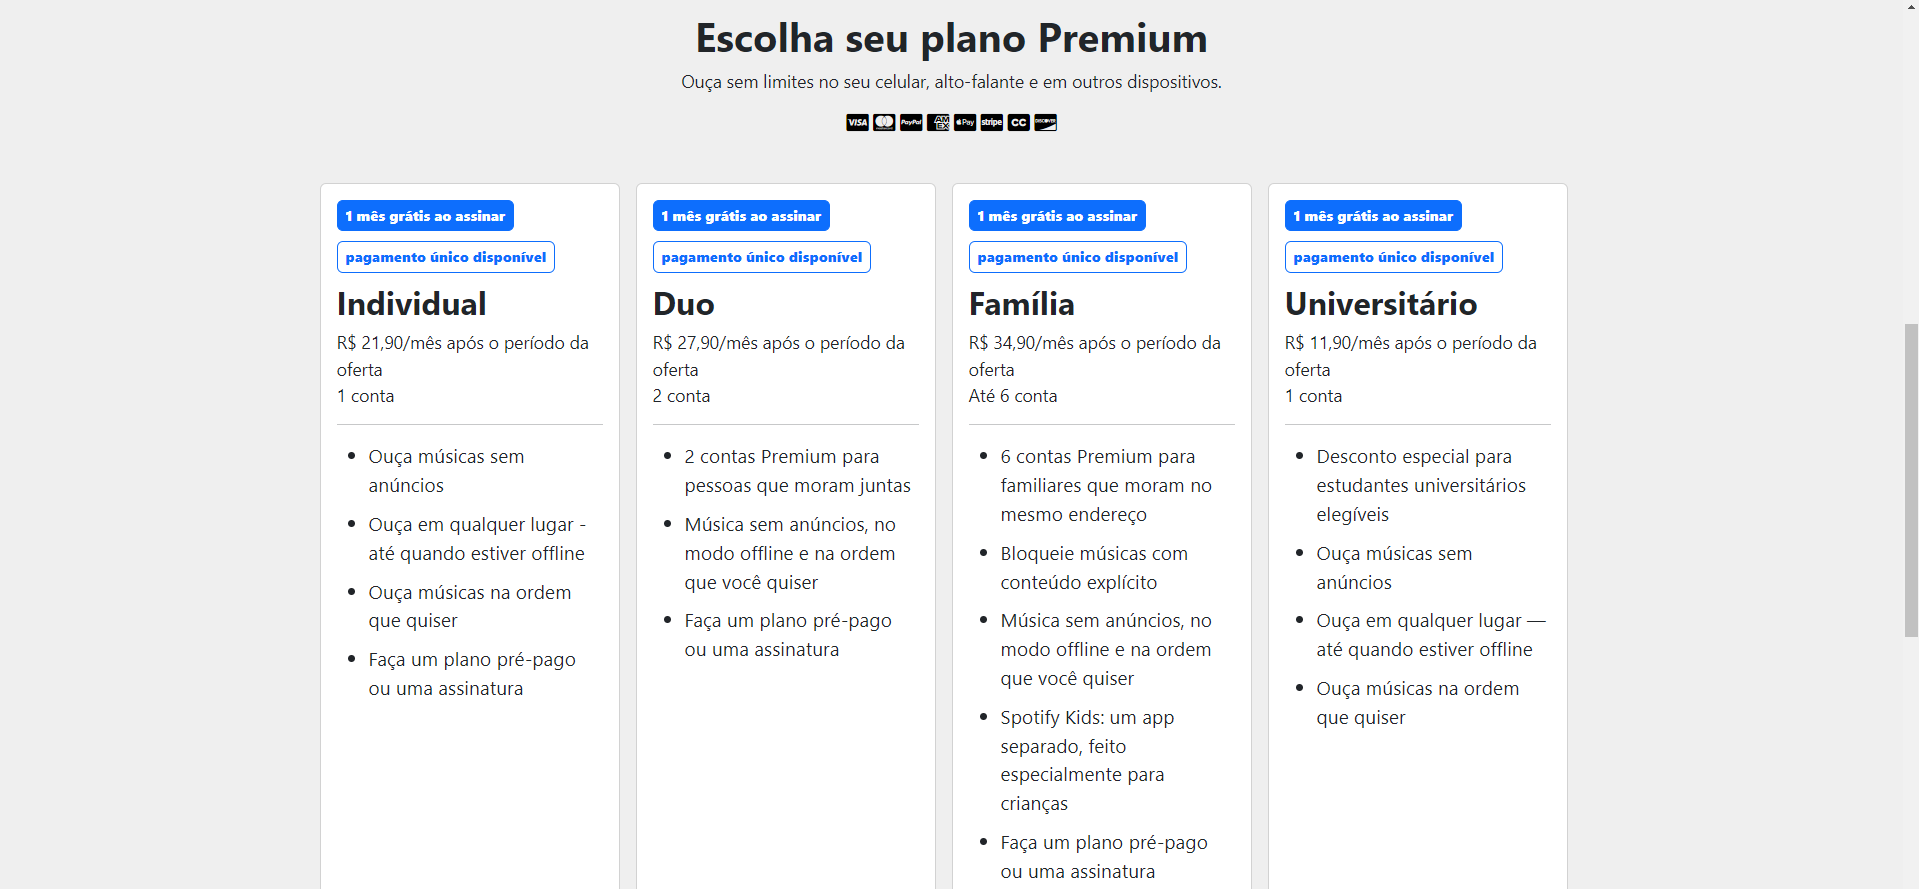 Escolha seu plano Premium
Ouça sem limites no seu celular, alto-falante e em outros dispositivos.
VISA MasterCard PayPal AMEX Pay stripe CC DISCOVER
1 mês grátis ao assinar
pagamento único disponível
Individual
R$ 21,90/mês após o período da
oferta
1 conta
Ouça músicas sem
anúncios
Ouça em qualquer lugar -
até quando estiver offline
Ouça músicas na ordem
que quiser
Faça um plano pré-pago
ou uma assinatura
1 mês grátis ao assinar
pagamento único disponível
Duo
R$ 27,90/mês após o período da
oferta
2 conta
2 contas Premium para
pessoas que moram juntas
Música sem anúncios, no
modo offline e na ordem
que você quiser
Faça um plano pré-pago
ou uma assinatura
1 mês grátis ao assinar
pagamento único disponível
Família
R$ 34,90/mês após o período da
oferta
Até 6 conta
6 contas Premium para
familiares que moram no
mesmo endereço
Bloqueie músicas com
conteúdo explícito
Música sem anúncios, no
modo offline e na ordem
que você quiser
Spotify Kids: um app
separado, feito
especialmente para
crianças
Faça um plano pré-pago
ou uma assinatura
1 mês grátis ao assinar
pagamento único disponível
Universitário
R$ 11,90/mês após o período da
oferta
1 conta
Desconto especial para
estudantes universitários
elegíveis
Ouça músicas sem
anúncios
Ouça em qualquer lugar —
até quando estiver offline
Ouça músicas na ordem
que quiser